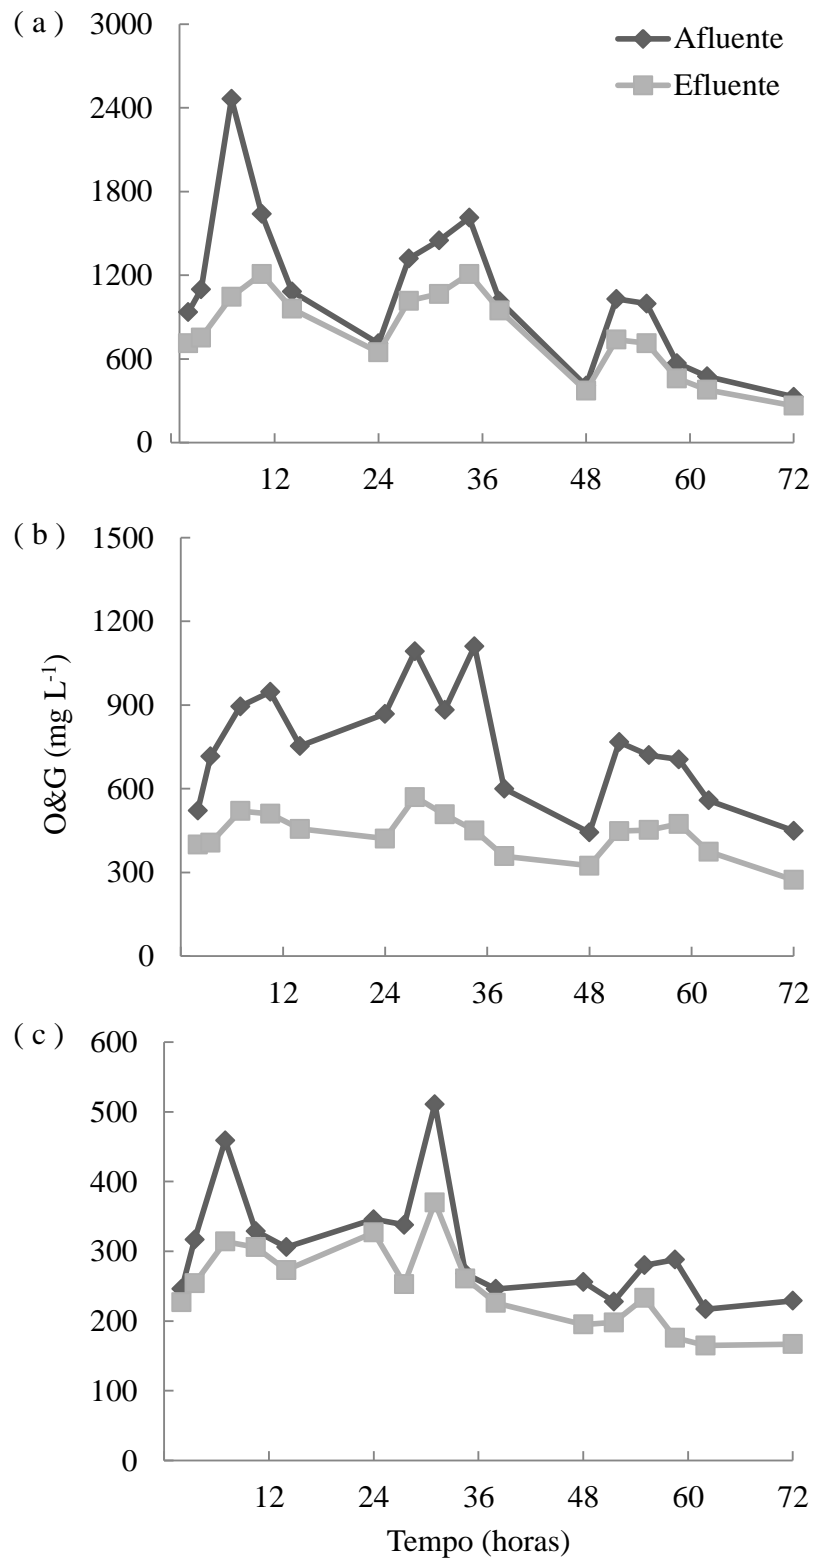 ( a )
3000
Afluente
Efluente
2400
1800
1200
600
0
12 24 36 48 60 72
( b )
1500
1200
900
600
300
0
O&G (mg L⁻¹)
12 24 36 48 60 72
( c )
600
500
400
300
200
100
0
12 24 36 48 60 72
Tempo (horas)